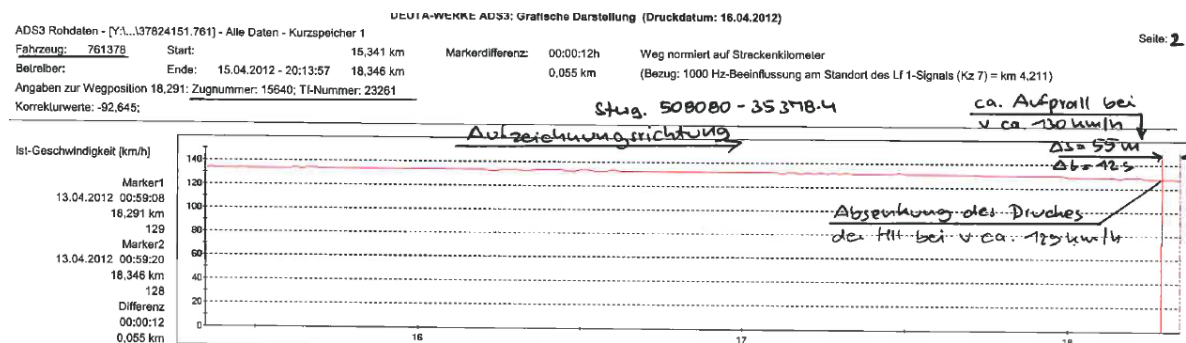 DEUTA-WERKE ADS3: Grafische Darstellung (Druckdatum: 16.04.2012)
ADS3 Rohdaten - [Y:\...\37824151.761] - Alle Daten - Kurzspeicher 1
Seite: 2
Fahrzeug: 761378 Start: 15,341 km Markerdifferenz: 00:00:12h Weg normiert auf Streckenkilometer
Betreiber: Ende: 15.04.2012 - 20:13:57 18,346 km 0,055 km (Bezug: 1000 Hz-Beeinflussung am Standort des Lf 1-Signals (Kz 7) = km 4,211)
Angaben zur Wegposition 18,291: Zugnummer: 15640; Tf-Nummer: 23261
Korrekturwerte: -92,645;
Stwg. 508080-35378-4
ca. Aufprall bei
v ca. 130 km/h
Aufzeichnungsrichtung
Δs = 55 m
Δt = 12 s
Ist-Geschwindigkeit [km/h]
140
120
100
80
60
40
20
0
Marker1
13.04.2012 00:59:08
18,291 km
129
Marker2
13.04.2012 00:59:20
18,346 km
128
Differenz
00:00:12
0,055 km
Absenkung des Druckes
der Hll bei v ca. 129 km/h
16 17 18